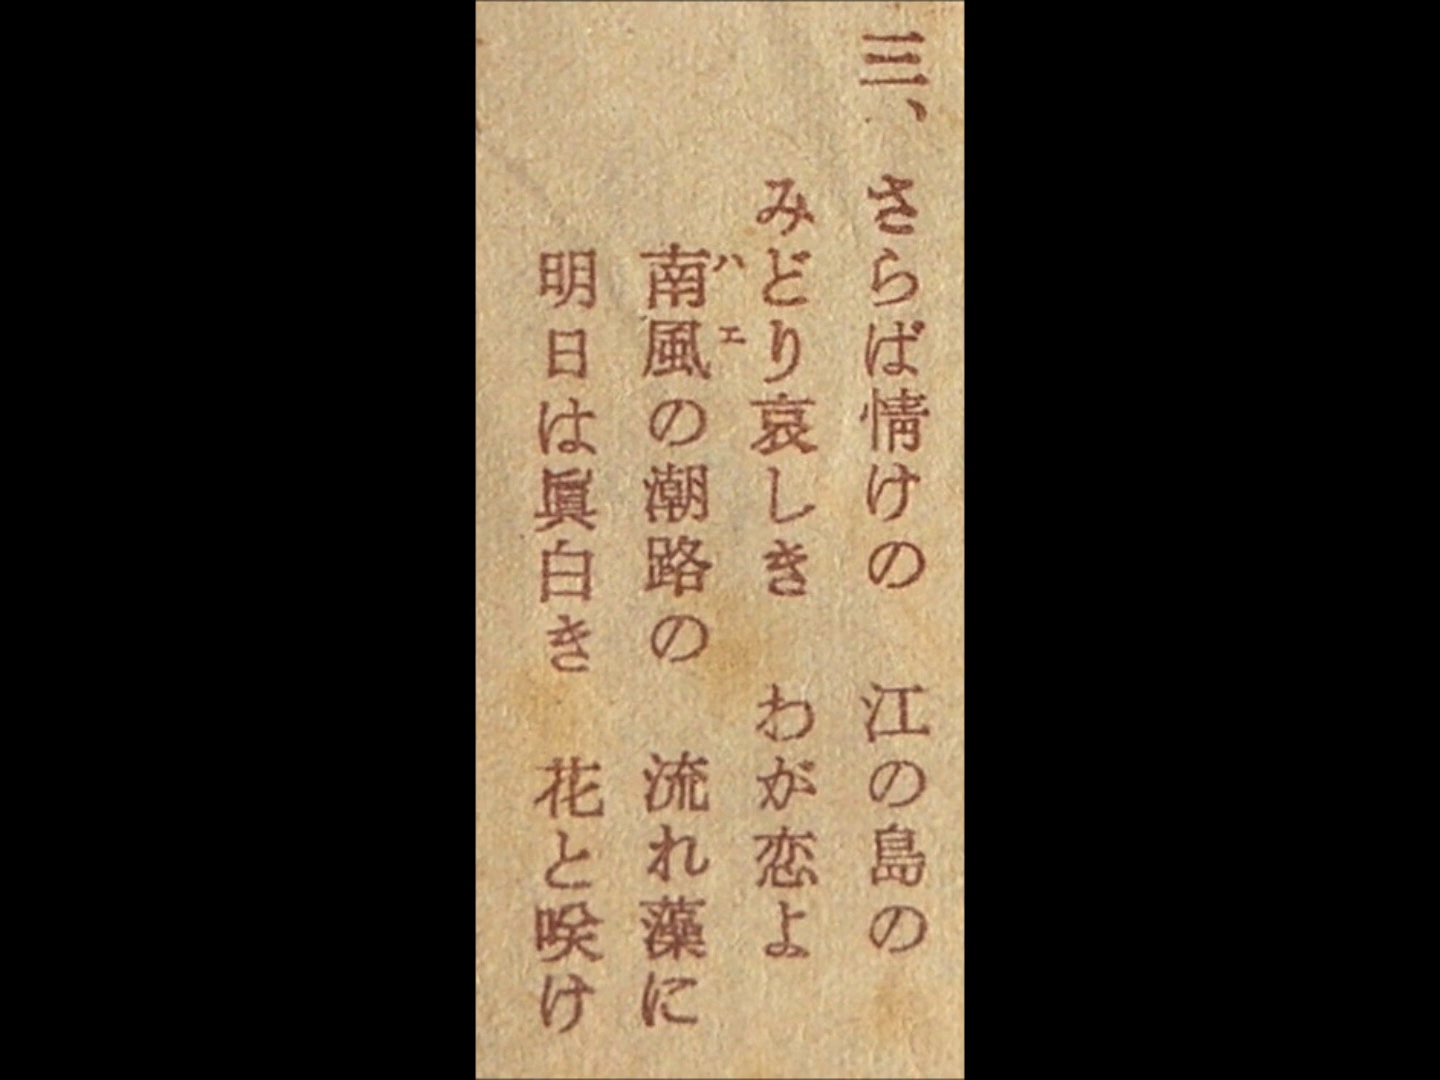 三、 さらば情けの 江の島の
みどり哀しき わが恋よ
南風の潮路の 流れ藻に
ハエ
明日は眞白き 花と咲け